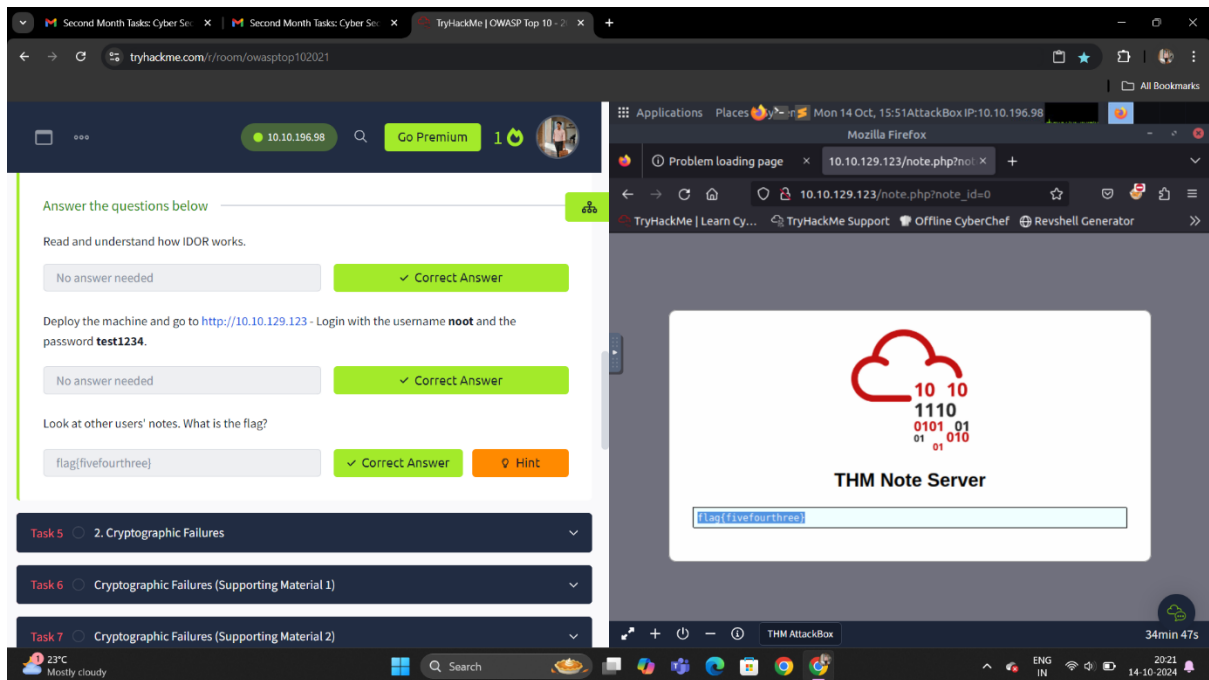 Second Month Tasks: Cyber Sec
Second Month Tasks: Cyber Sec
TryHackMe | OWASP Top 10 - 2
tryhackme.com/r/room/owasptop102021
All Bookmarks
10.10.196.98
Go Premium
1
Answer the questions below
Read and understand how IDOR works.
No answer needed
Correct Answer
Deploy the machine and go to http://10.10.129.123 - Login with the username noot and the
password test1234.
No answer needed
Correct Answer
Look at other users' notes. What is the flag?
flag{fivefourthree}
Correct Answer
Hint
Task 5 2. Cryptographic Failures
Task 6 Cryptographic Failures (Supporting Material 1)
Task 7 Cryptographic Failures (Supporting Material 2)
Applications Places Mon 14 Oct, 15:51 AttackBox IP:10.10.196.98
Mozilla Firefox
Problem loading page
10.10.129.123/note.php?not
10.10.129.123/note.php?note_id=0
TryHackMe | Learn Cy...
TryHackMe Support
Offline CyberChef
Revshell Generator
10 10
1110
0101 01
01 010
01
THM Note Server
flag{fivefourthree}
THM AttackBox
34min 47s
1
23°C
Mostly cloudy
Search
ENG
IN
20:21
14-10-2024